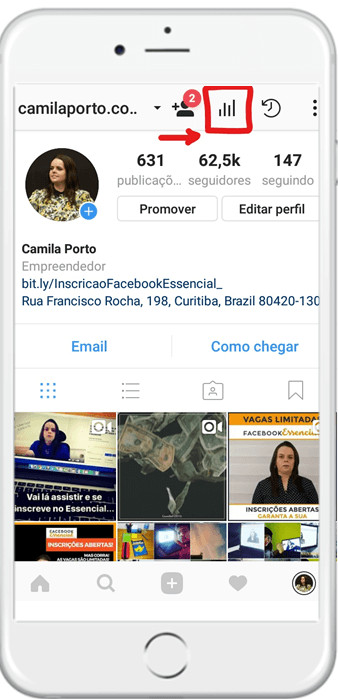 camilaporto.co..
2
631 62,5k 147
publicaçõ... seguidores seguindo
Promover Editar perfil
Camila Porto
Empreendedor
bit.ly/InscricaoFacebookEssencial_
Rua Francisco Rocha, 198, Curitiba, Brazil 80420-130
Email Como chegar
Vai lá assistir e se
inscreve no Essencial...
VAGAS LIMITADA
FACEBOOK Essencial
INSCRIÇÕES ABERTAS!
GARANTA A SUA
FACEBOOK
Essencial
INSCRIÇÕES ABERTAS!
MAS CORRA!
AS VAGAS SÃO LIMITADAS!